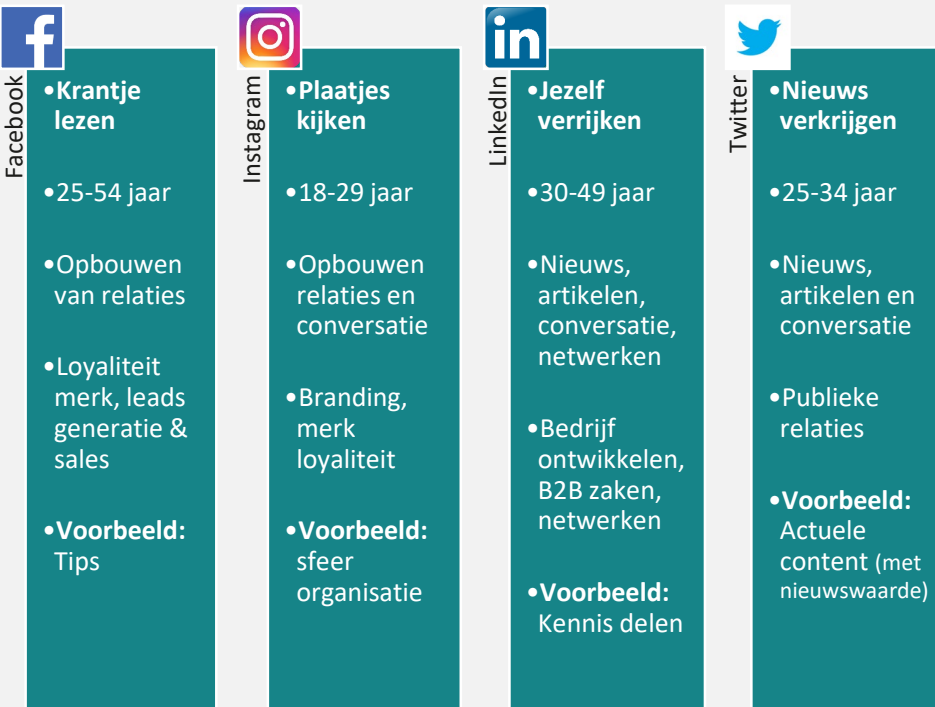 Facebook
•Krantje
lezen
•25-54 jaar
•Opbouwen
van relaties
•Loyaliteit
merk, leads
generatie &
sales
•Voorbeeld:
Tips
Instagram
•Plaatjes
kijken
•18-29 jaar
•Opbouwen
relaties en
conversatie
•Branding,
merk
loyaliteit
•Voorbeeld:
sfeer
organisatie
in
LinkedIn
•Jezelf
verrijken
•30-49 jaar
•Nieuws,
artikelen,
conversatie,
netwerken
•Bedrijf
ontwikkelen,
B2B zaken,
netwerken
•Voorbeeld:
Kennis delen
Twitter
•Nieuws
verkrijgen
•25-34 jaar
•Nieuws,
artikelen en
conversatie
•Publieke
relaties
•Voorbeeld:
Actuele
content (met
nieuwswaarde)